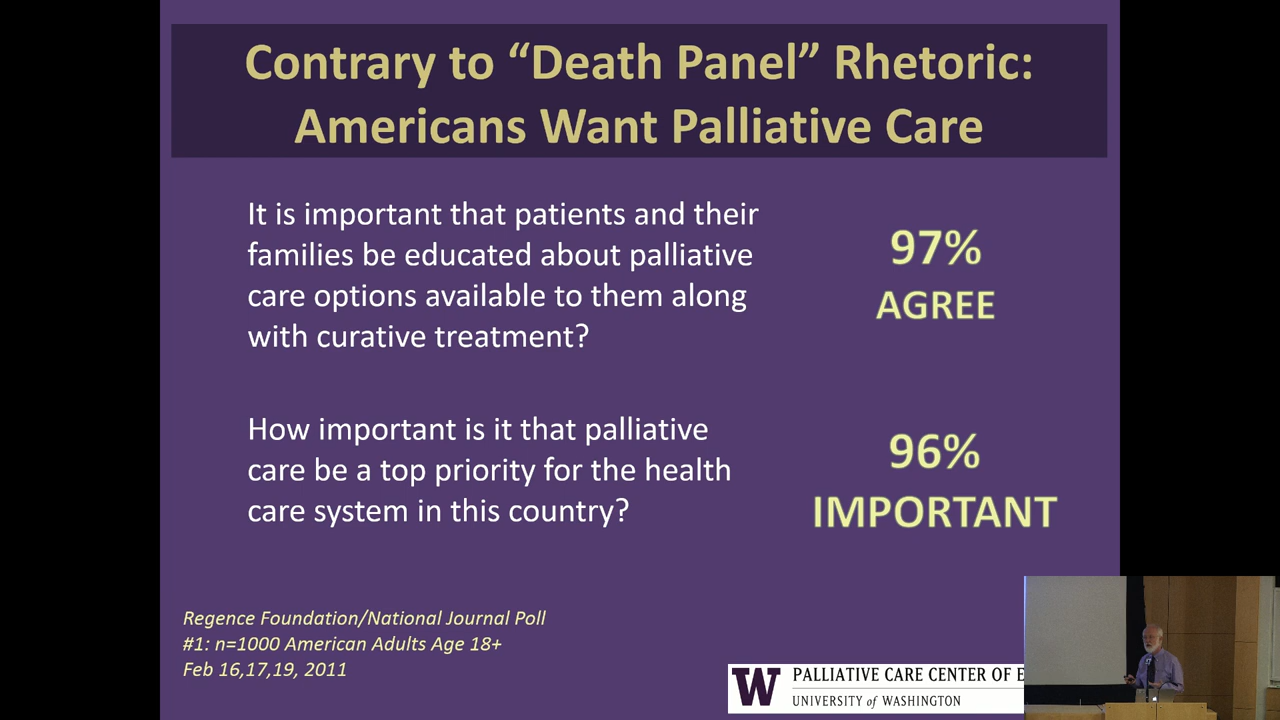 Contrary to “Death Panel” Rhetoric:
Americans Want Palliative Care
It is important that patients and their
families be educated about palliative
care options available to them along
with curative treatment?
97%
AGREE
How important is it that palliative
care be a top priority for the health
care system in this country?
96%
IMPORTANT
Regence Foundation/National Journal Poll
#1: n=1000 American Adults Age 18+
Feb 16,17,19, 2011
W
PALLIATIVE CARE CENTER OF E
UNIVERSITY of WASHINGTON